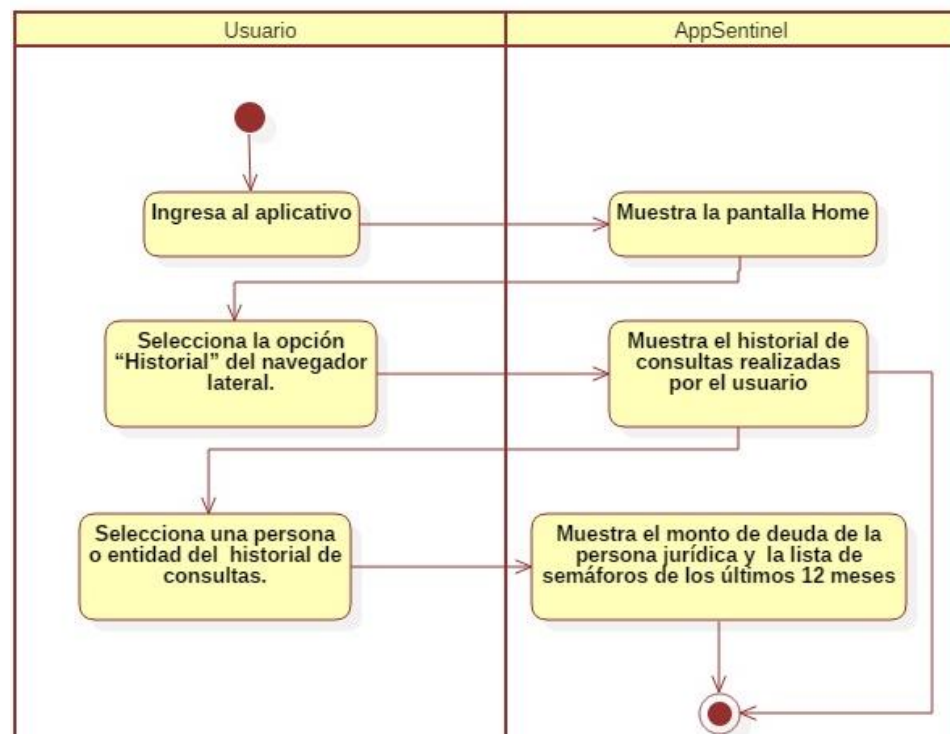 Usuario
AppSentinel
Ingresa al aplicativo
Muestra la pantalla Home
Selecciona la opción
“Historial” del navegador
lateral.
Muestra el historial de
consultas realizadas
por el usuario
Selecciona una persona
o entidad del historial de
consultas.
Muestra el monto de deuda de la
persona jurídica y la lista de
semáforos de los últimos 12 meses